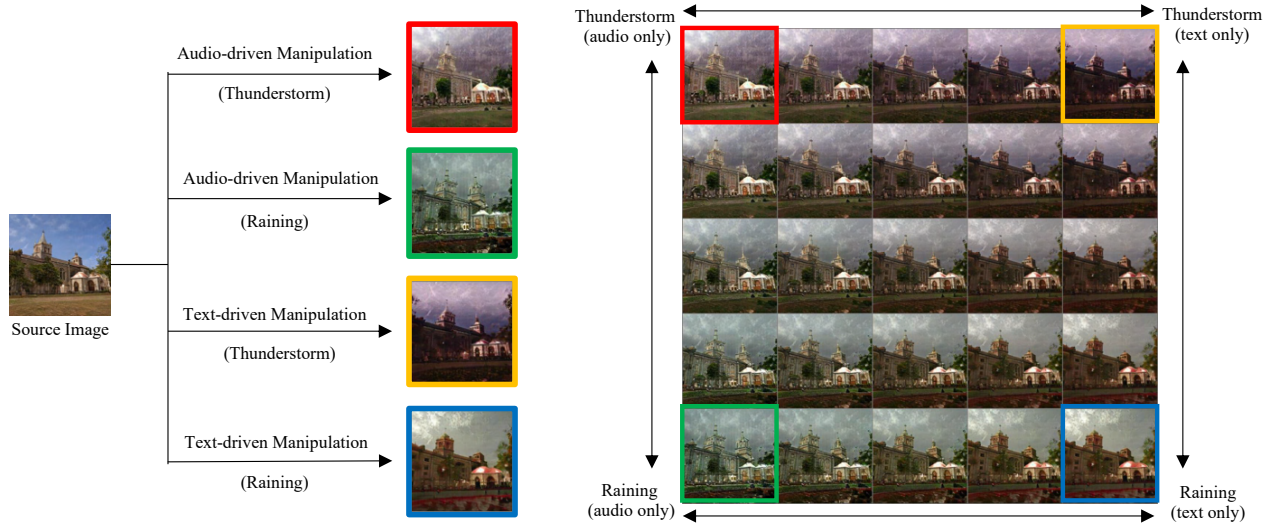 Audio-driven Manipulation
(Thunderstorm)
Audio-driven Manipulation
(Raining)
Source Image
Text-driven Manipulation
(Thunderstorm)
Text-driven Manipulation
(Raining)
Thunderstorm
(audio only)
Thunderstorm
(text only)
Raining
(audio only)
Raining
(text only)